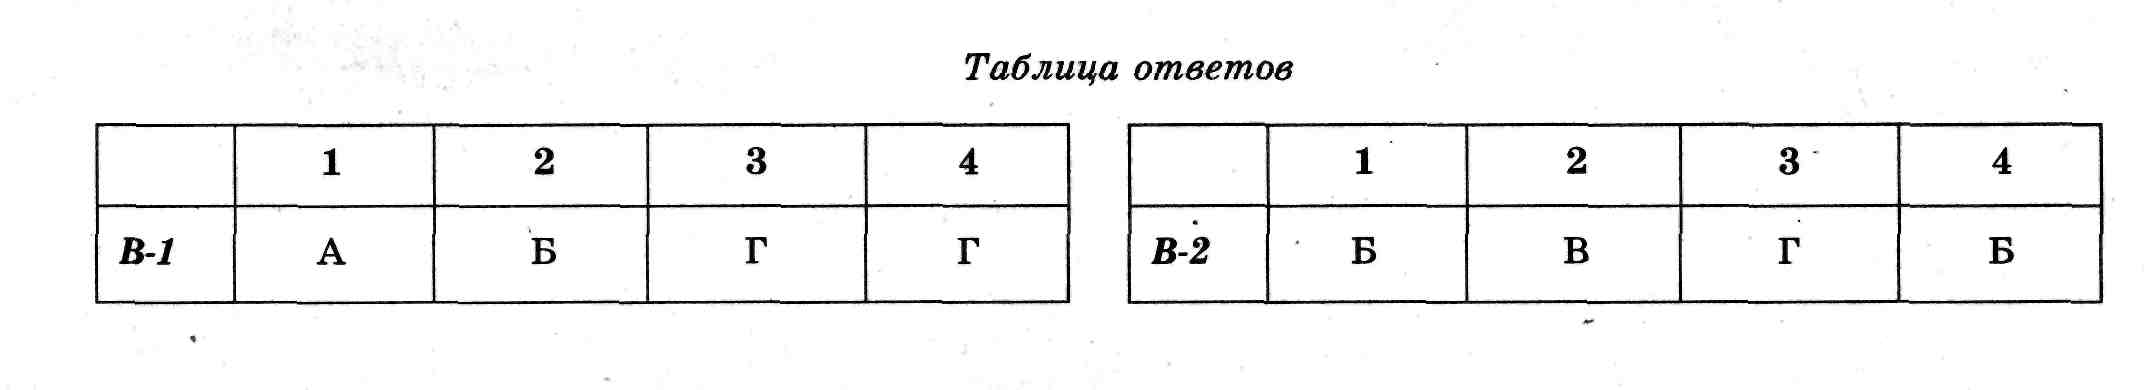 Таблица ответов
1 2 3 4 1 2 3 4
В-1 А Б Г Г В-2 Б В Г Б